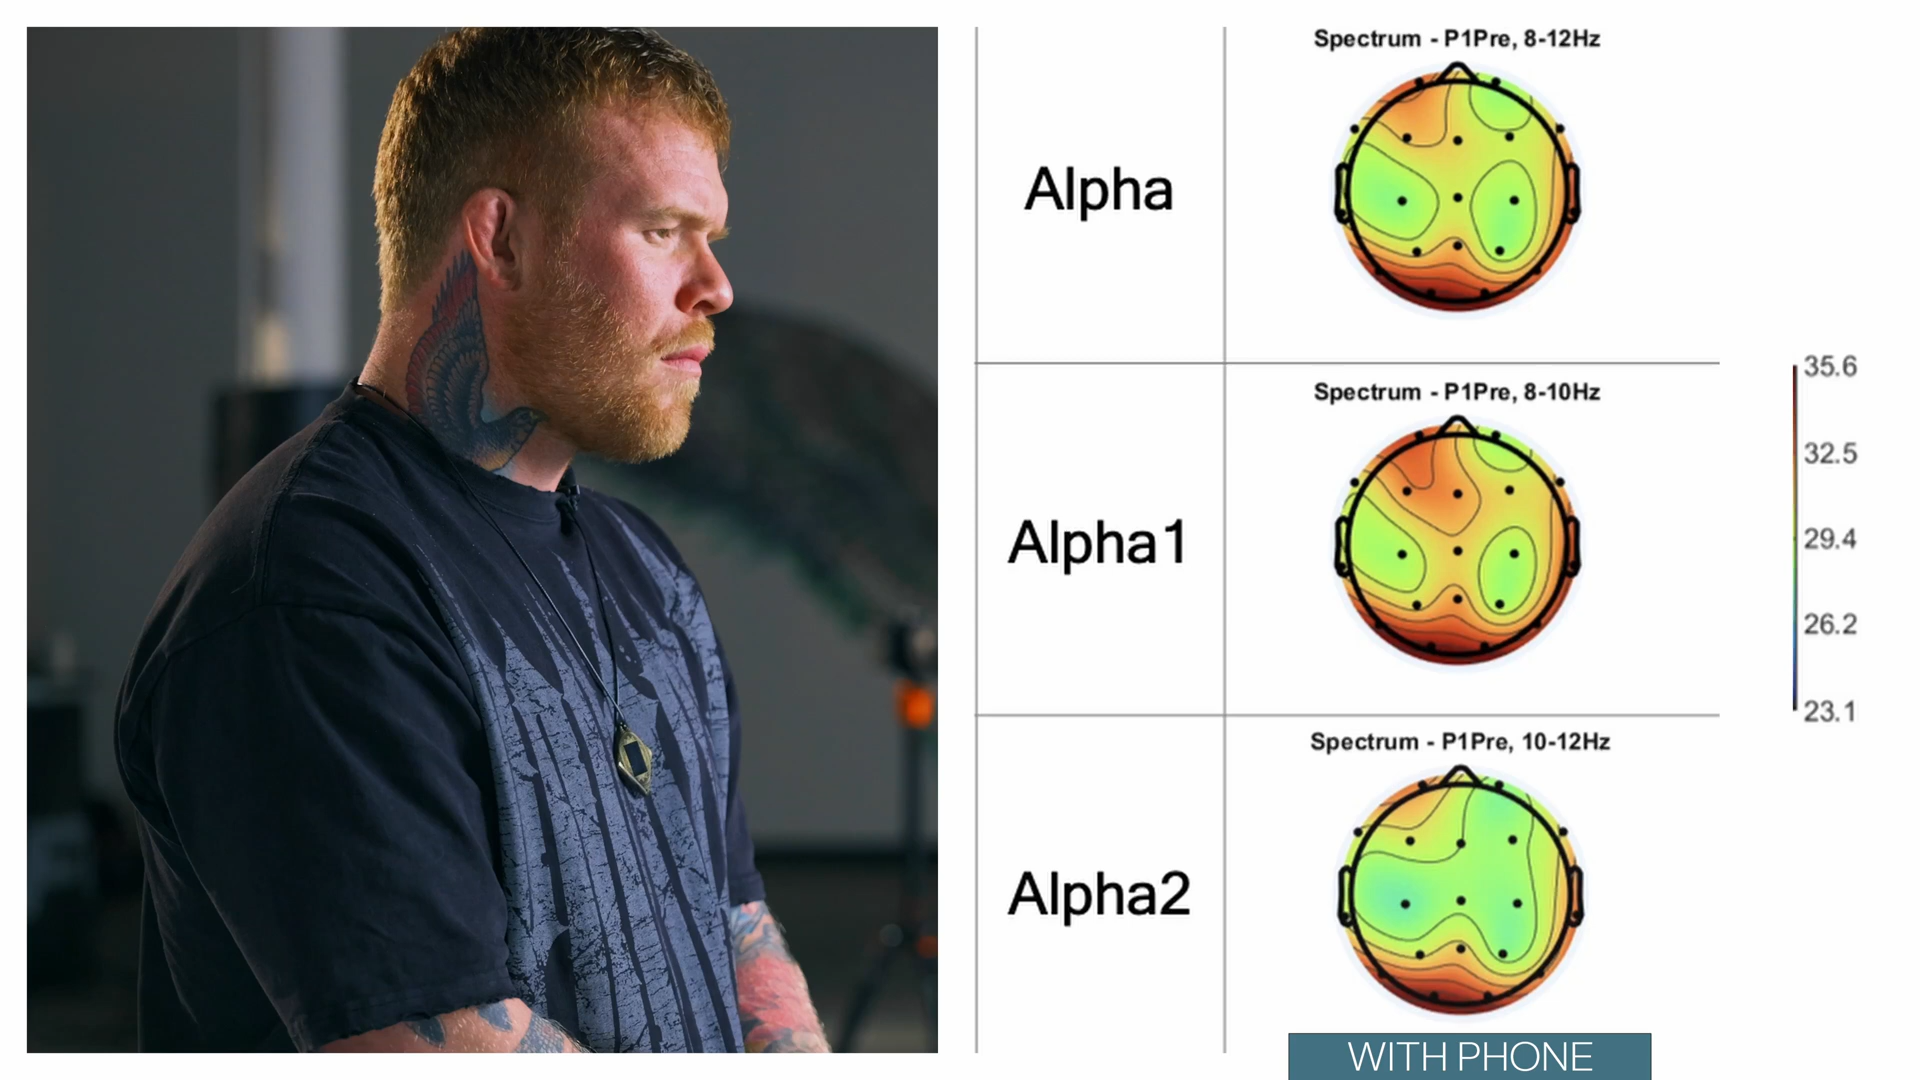 Spectrum - P1Pre, 8-12Hz
Alpha
Spectrum - P1Pre, 8-10Hz
Alpha1
35.6
32.5
29.4
26.2
23.1
Spectrum - P1Pre, 10-12Hz
Alpha2
WITH PHONE